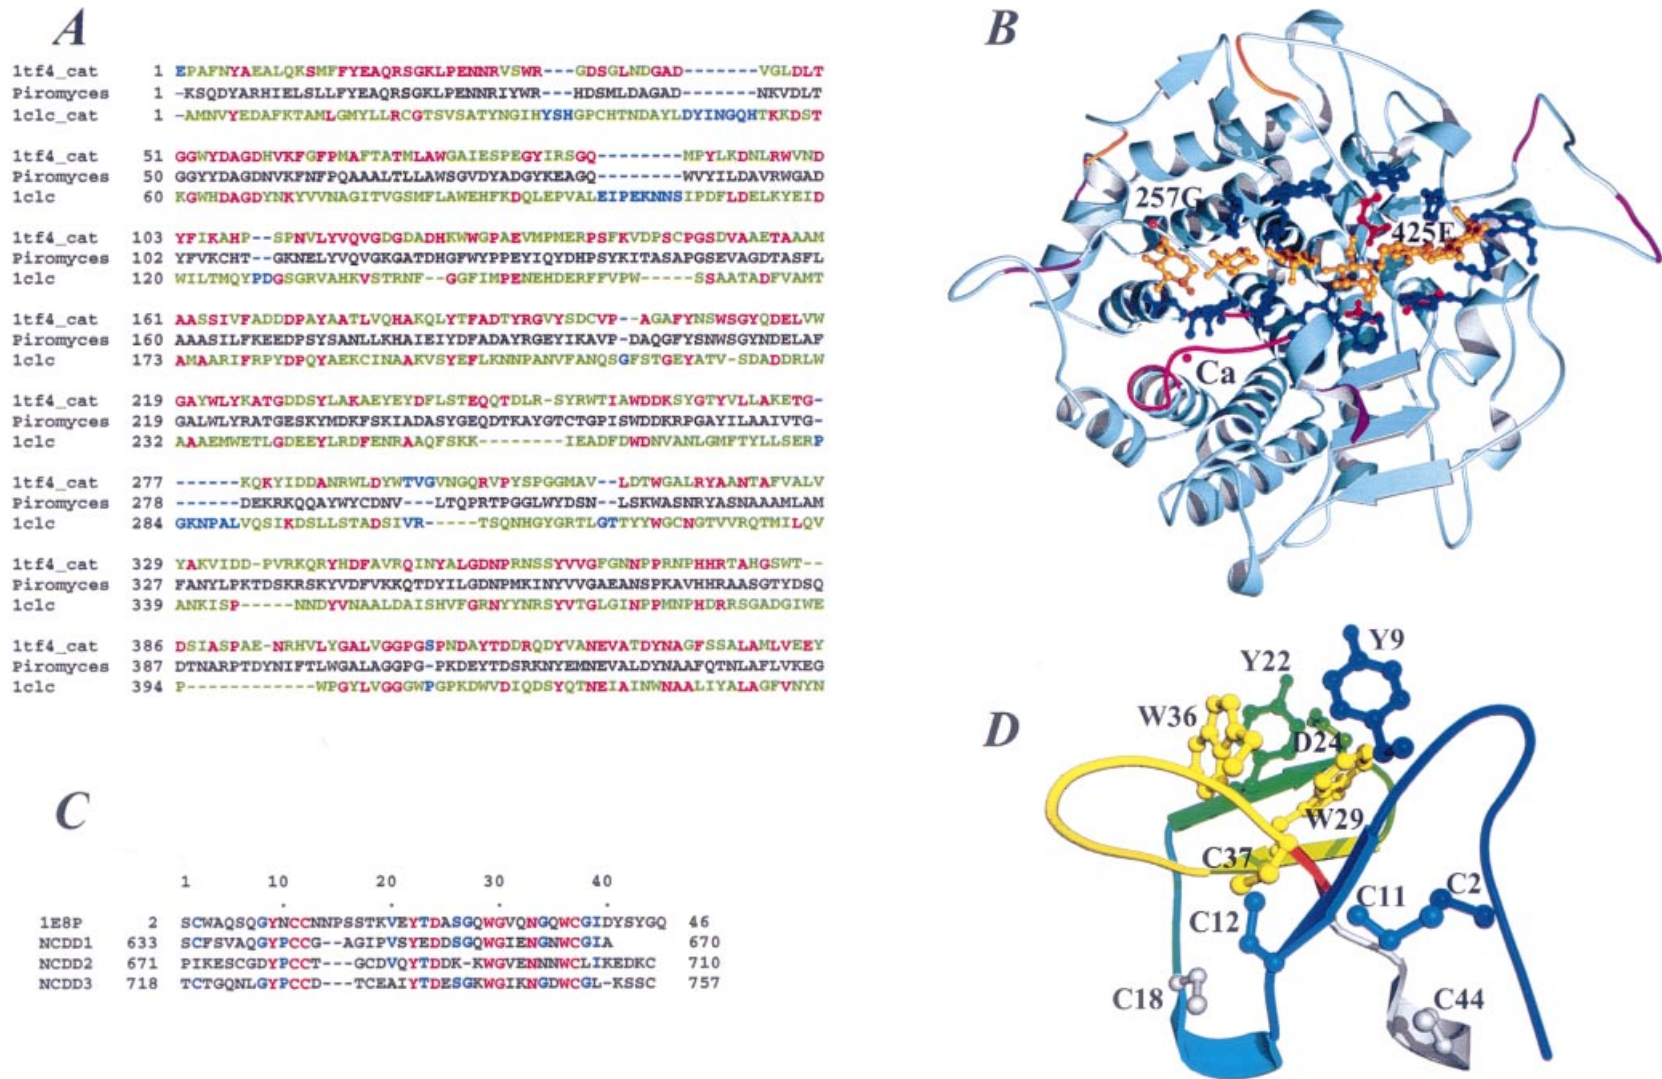 A
1tf4_cat 1 EPAFNYAEALQKSMFFYEAQRSGKLPENNRVSWR---GDSGLNDGAD--------VGLDLT
Piromyces 1 -KSQDYARHIELSLLFYEAQRSGKLPENNRIYWR---HDSMLDAGAD--------NKVDLT
1clc_cat 1 -AMNVYEDAFKTAMLGMYLLRCGTSVSATYNGIHYSHGPCHTNDAYLDYINGQHTKKDST
1tf4_cat 51 GGWYDAGDHVKFGFPMAFTATMLAWGAIESPEGYIRSGQ--------MPYLKDNLRWVND
Piromyces 50 GGYYDAGDNVKFNFPQAAALTLLAWSGVDYADGYKEAGQ--------WVYILDAVRWGAD
1clc 60 KGWHDAGDYNKYVVNAGITVGSMFLAWEHFKDQLEPVALEIPEKNNSIPDFLDELKYEID
1tf4_cat 103 YFIKAHP--SPNVLYVQVGDGDADHKWWGPAEVMPMERPSFKVDPSCPGSDVAAETAAAM
Piromyces 102 YFVKCHT--GKNELYVQVGKGATDHGFWYPPEYIQYDHPSYKITASAPGSEVAGDTASFL
1clc 120 WILTMQYPDGSGRVAHKVSTRNF--GGFIMPENEHDERFFVPW-----SSAATADFVAMT
1tf4_cat 161 AASSIVFADDDPAYAATLVQHAKQLYTFADTYRGVYSDCVP--AGAFYNSWSGYQDELVW
Piromyces 160 AAASILFKEEDPSYSANLLKHAIEIYDFADAYRGEYIKAVP-DAQGFYSNWSGYNDELAF
1clc 173 AMAARIFRPYDPQYAEKCINAAKVSYEFLKNNPANVFANQSGFSTGEYATV-SDADDRLW
1tf4_cat 219 GAYWLYKATGDDSYLAKAEYEYDFLSTEQQTDLR-SYRWTIAWDDKSYGTYVLLAKETG-
Piromyces 219 GALWLYRATGESKYMDKFSKIADASYGEQDTKAYGTCTGPISWDDKRPGAYILAAIVTG-
1clc 232 AAAEMWETLGDEEYLRDFENRAAQFSKK--------IEADFDWDNVANLGMFTYLLSERP
1tf4_cat 277 ------KQKYIDDANRWLDYWTVGVNGQRVPYSPGGMAV--LDTWGALRYAANTAFVALV
Piromyces 278 ------DEKRKQQAYWYCDNV---LTQPRTPGGLWYDSN--LSKWASNRYASNAAAMLAM
1clc 284 GKNPALVQSIKDSLLSTADSIVR-----TSQNHGYGRTLGTTYYWGCNGTVVRQTMILQV
1tf4_cat 329 YAKVIDD-PVRKQRYHDFAVRQINYALGDNPRNSSYVVGFGNNPPRNPHHRTAHGSWT--
Piromyces 327 FANYLPKTDSKRSKYVDFVKKQTDYILGDNPMKINYVVGAEANSPKAVHHRAASGTYDSQ
1clc 339 ANKISP-----NNDYVNAALDAISHVFGRNYYNRSYVTGLGINPPMNPHDRRSGADGIWE
1tf4_cat 386 DSIASPAE-NRHVLYGALVGGPGSPNDAYTDDRQDYVANEVATDYNAGFSSALAMLVEEY
Piromyces 387 DTNARPTDYNIFTLWGALAGGPG-PKDEYTDSRKNYEMNEVALDYNAAFQTNLAFLVKEG
1clc 394 P------------WPGYLVGGGWPGPKDWVDIQDSYQTNEIAINWNAALIYALAGFVNYN
B
257G
425E
Ca
C
1 10 20 30 40
1E8P 2 SCWAQSQGYNCCNNPSSTKVEYTDASGQWGVQNGQWCGIDYSYGQ 46
NCDD1 633 SCFSVAQGYPCCG--AGIPVSYEDDSGQWGIENGNWCGIA 670
NCDD2 671 PIKESCGDYPCCT---GCDVQYTDDK-KWGVENNNWCLIKEDKC 710
NCDD3 718 TCTGQNLGYPCCD---TCEAIYTDESGKWGIKNGDWCGL-KSSC 757
D
Y9
Y22
W36
D24
W29
C37
C11
C2
C12
C18
C44